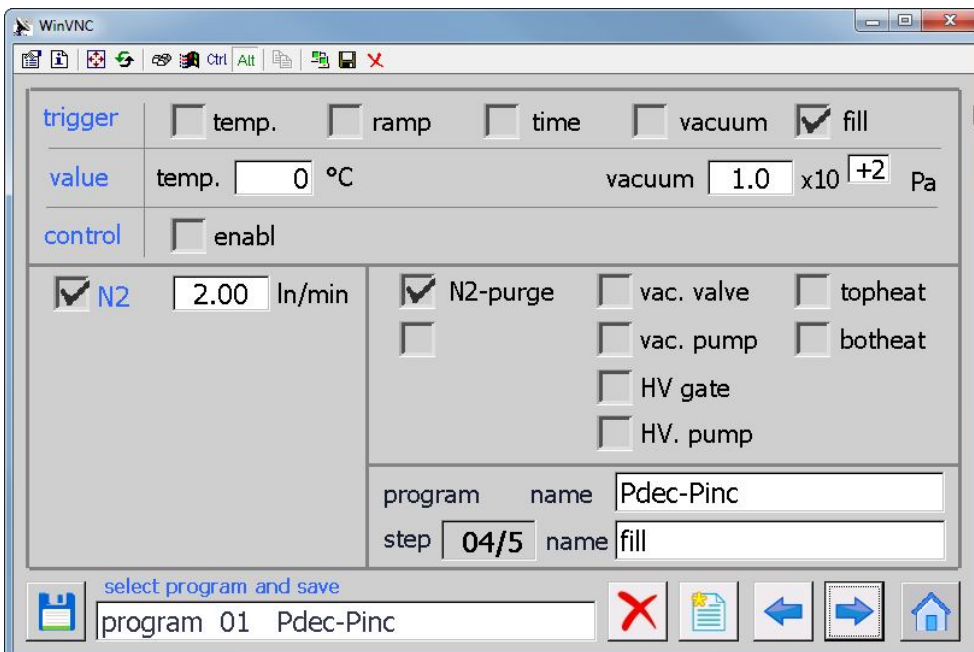 WinVNC
Ctrl Alt
trigger temp. ramp time vacuum fill
value temp. 0 °C vacuum 1.0 x10 +2 Pa
control enabl
N2 2.00 ln/min N2-purge vac. valve topheat
vac. pump botheat
HV gate
HV. pump
program name Pdec-Pinc
step 04/5 name fill
select program and save
program 01 Pdec-Pinc